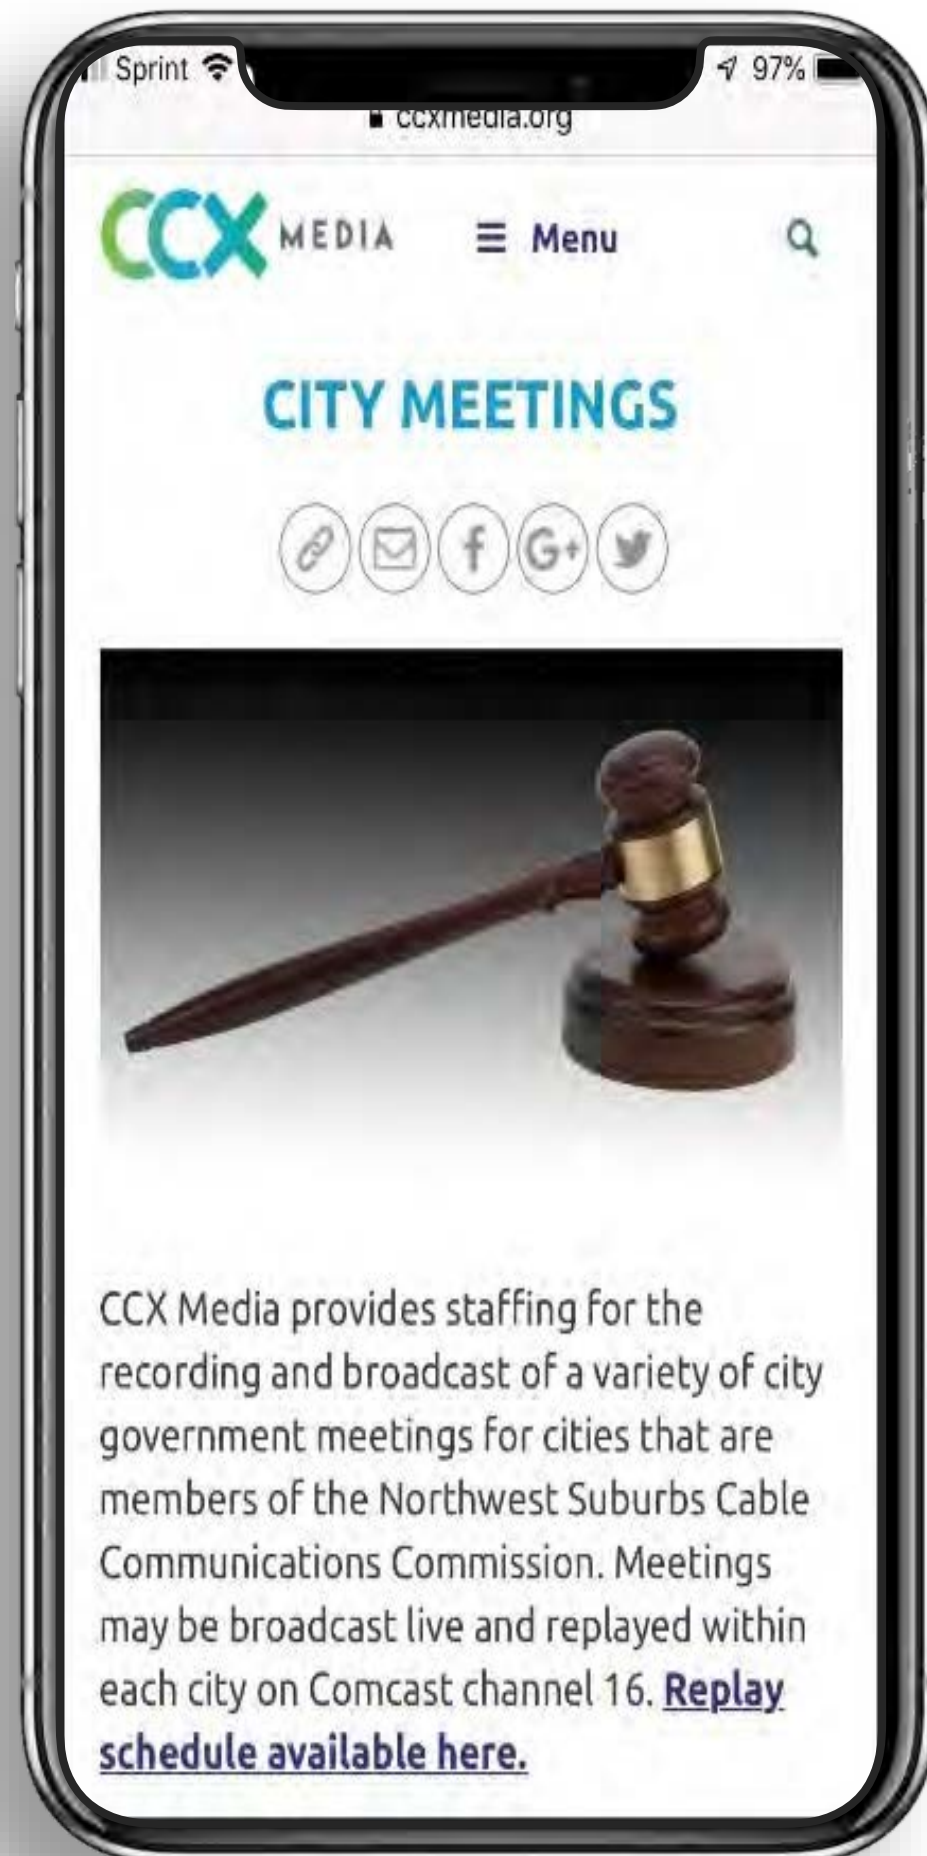 Sprint 97%
ccxmedia.org
CCX MEDIA Menu
CITY MEETINGS
G+
CCX Media provides staffing for the
recording and broadcast of a variety of city
government meetings for cities that are
members of the Northwest Suburbs Cable
Communications Commission. Meetings
may be broadcast live and replayed within
each city on Comcast channel 16. Replay
schedule available here.